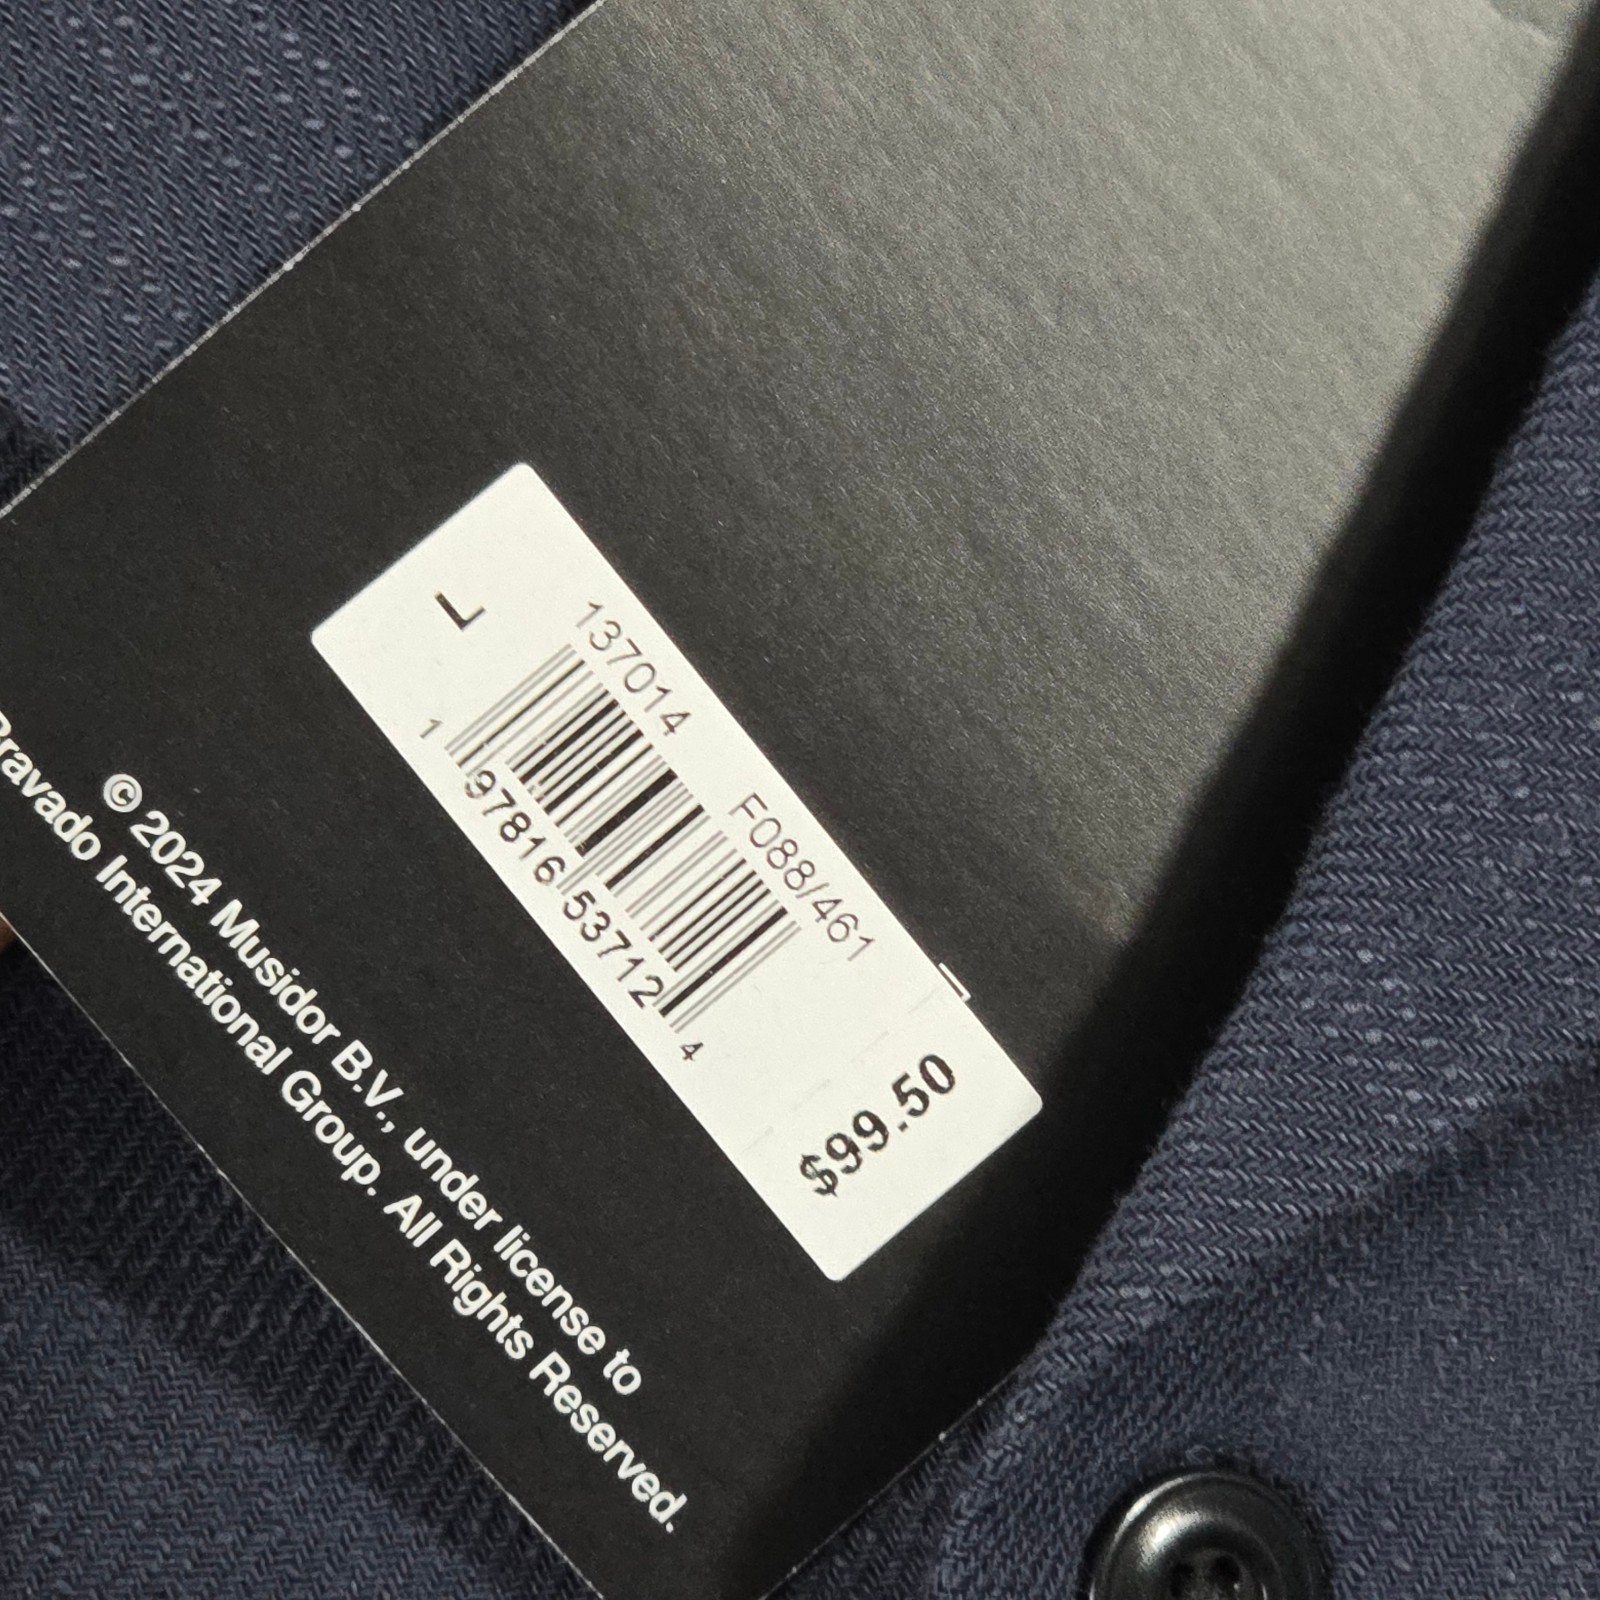 L
137014
F088/461
1 97816 53712 4
$99.50
© 2024 Musidor B.V., under license to
Bravado International Group. All Rights Reserved.